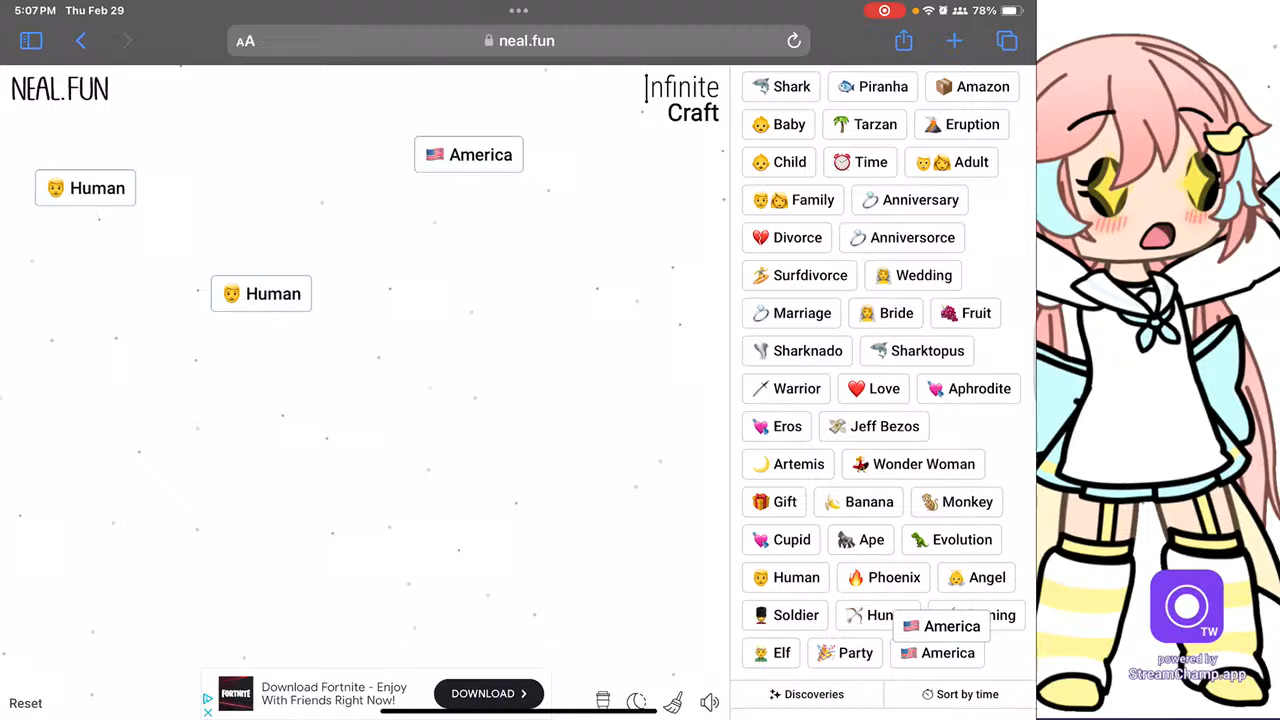 5:07 PM Thu Feb 29
78%
AA
neal.fun
NEAL.FUN
Infinite
Craft
America
Human
Human
Shark Piranha Amazon
Baby Tarzan Eruption
Child Time Adult
Family Anniversary
Divorce Anniversorce
Surfdivorce Wedding
Marriage Bride Fruit
Sharknado Sharktopus
Warrior Love Aphrodite
Eros Jeff Bezos
Artemis Wonder Woman
Gift Banana Monkey
Cupid Ape Evolution
Human Phoenix Angel
Soldier
America
Elf Party America
Discoveries Sort by time
Reset
FORTNITE
Download Fortnite - Enjoy
With Friends Right Now!
DOWNLOAD
TW
powered by
StreamChamp.app